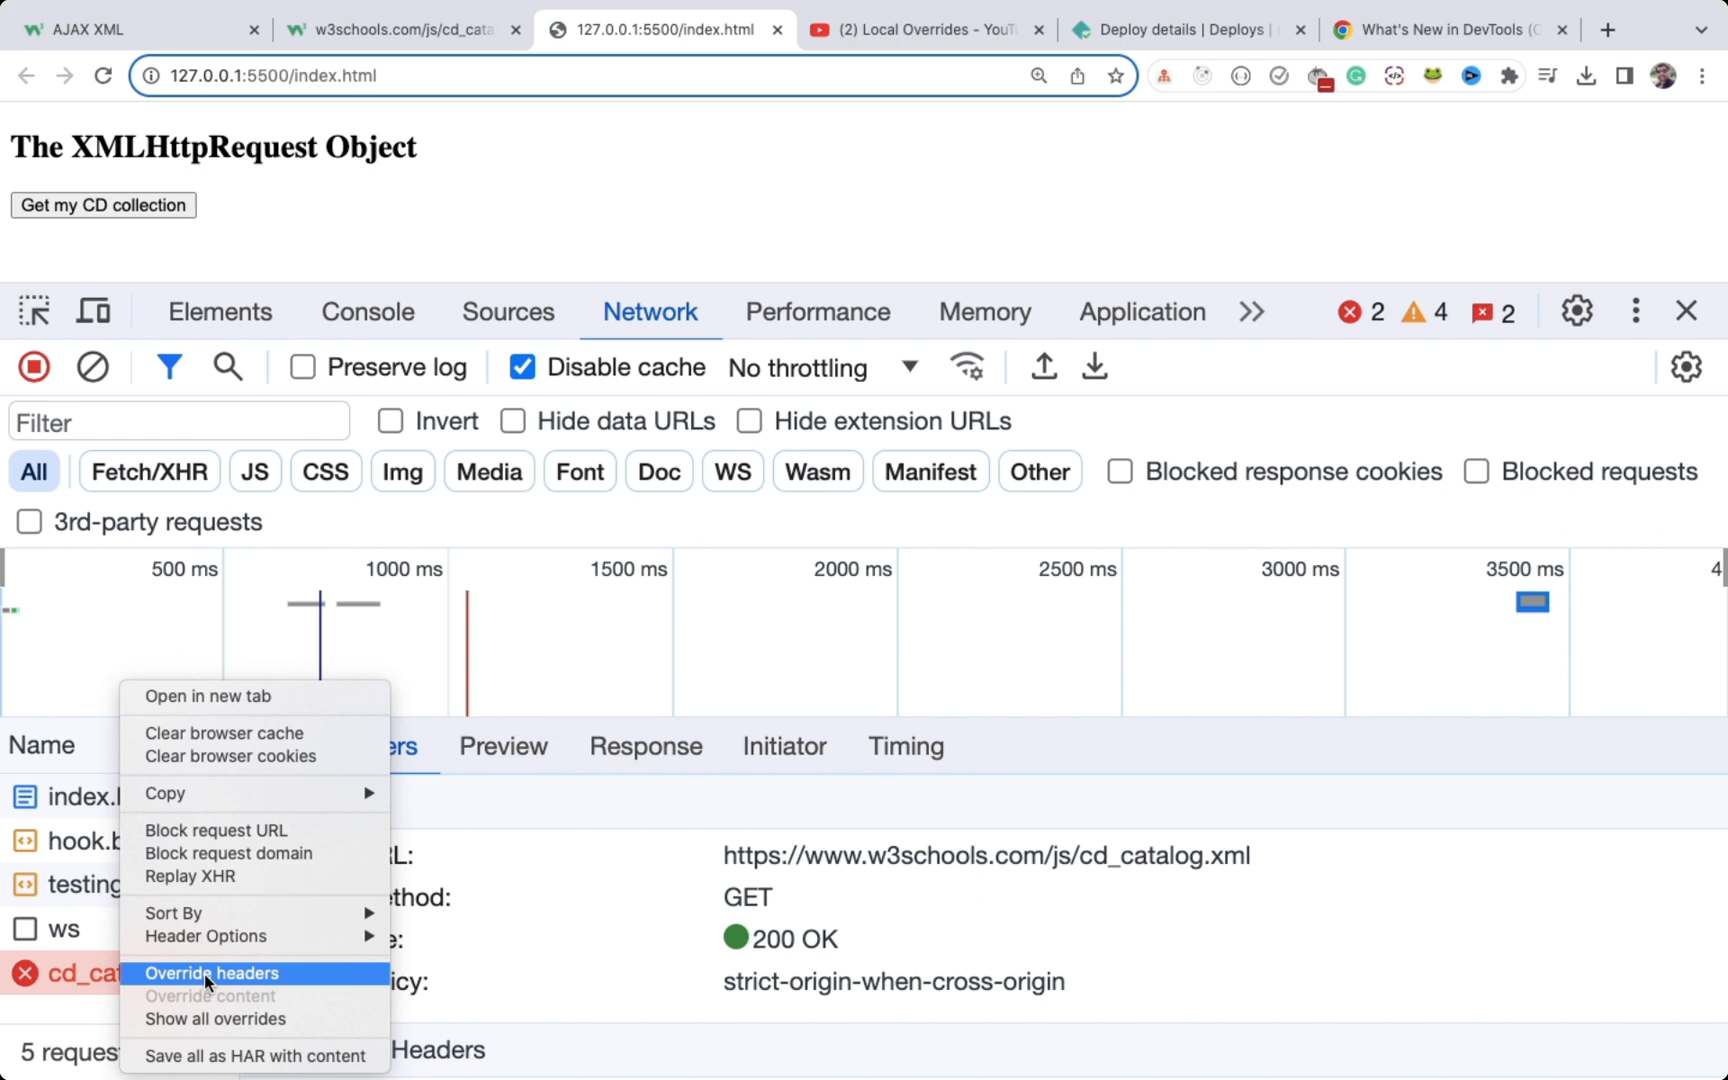 AJAX XML
w3schools.com/js/cd_cata
127.0.0.1:5500/index.html
(2) Local Overrides - YouTu
Deploy details | Deploys |
What's New in DevTools (C
127.0.0.1:5500/index.html
The XMLHttpRequest Object
Get my CD collection
Elements Console Sources Network Performance Memory Application 2 4 2
Preserve log Disable cache No throttling
Filter Invert Hide data URLs Hide extension URLs
All Fetch/XHR JS CSS Img Media Font Doc WS Wasm Manifest Other Blocked response cookies Blocked requests
3rd-party requests
500 ms 1000 ms 1500 ms 2000 ms 2500 ms 3000 ms 3500 ms 4
Name
index.h
hook.b
testing
ws
cd_cat
5 request
Open in new tab
Clear browser cache
Clear browser cookies
Copy
Block request URL
Block request domain
Replay XHR
Sort By
Header Options
Override headers
Override content
Show all overrides
Save all as HAR with content
ers Preview Response Initiator Timing
RL: https://www.w3schools.com/js/cd_catalog.xml
ethod: GET
e: 200 OK
icy: strict-origin-when-cross-origin
Headers